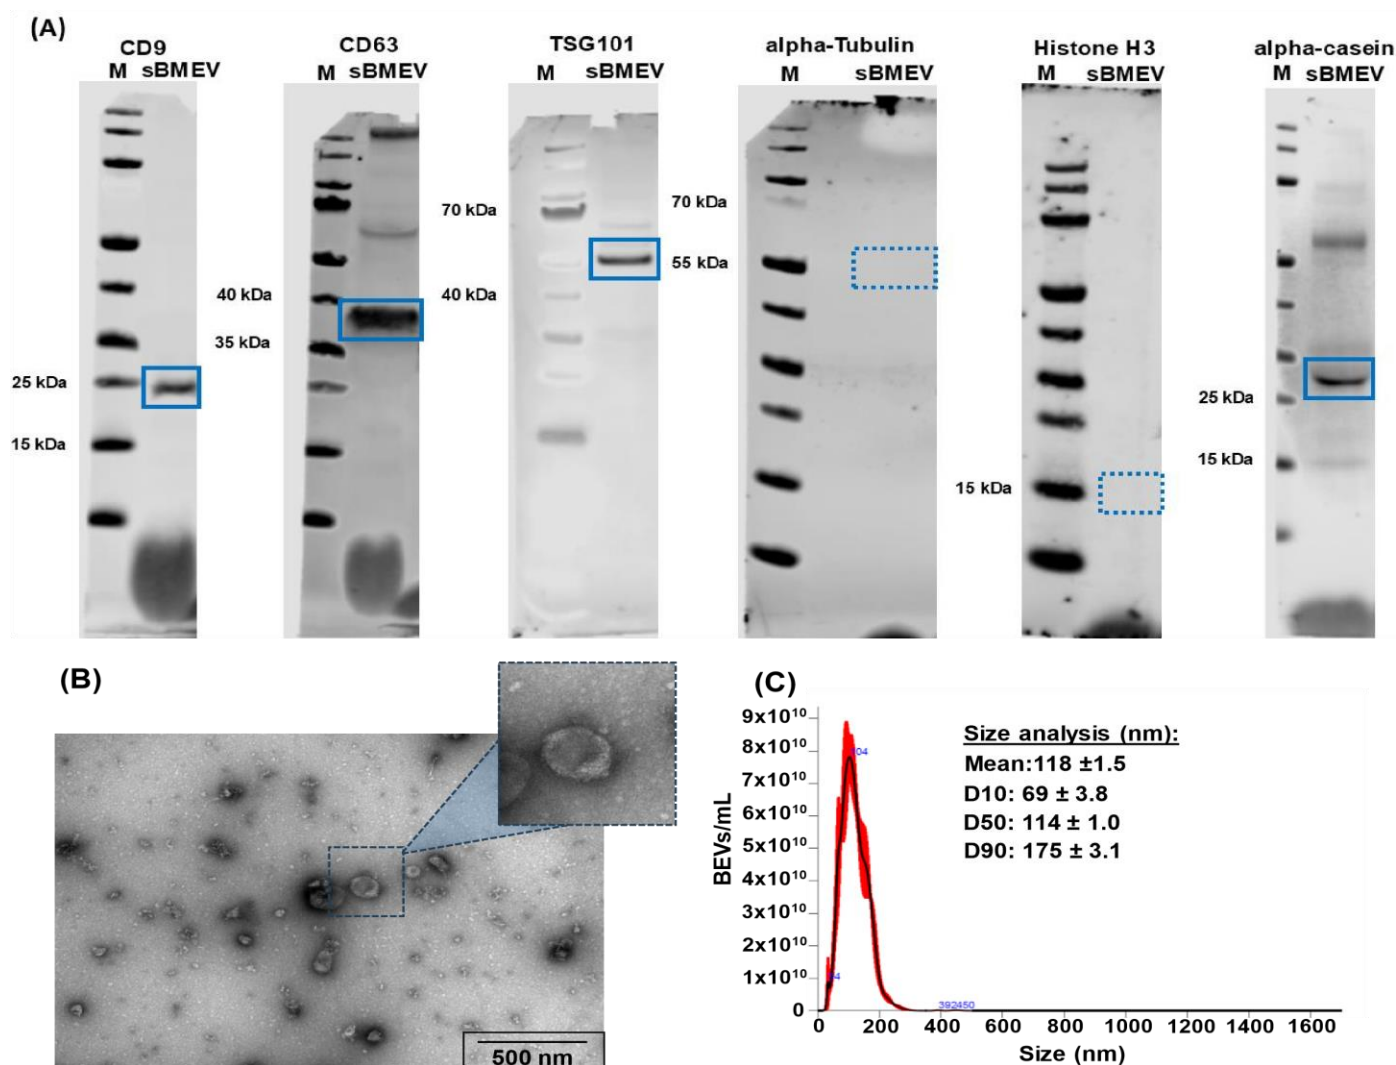 (A)
CD9
M sBMEV
25 kDa
15 kDa
CD63
M sBMEV
40 kDa
35 kDa
TSG101
M sBMEV
70 kDa
40 kDa
alpha-Tubulin
M sBMEV
70 kDa
55 kDa
Histone H3
M sBMEV
15 kDa
alpha-casein
M sBMEV
25 kDa
15 kDa
(B)
500 nm
(C)
BEVs/mL
9x10¹⁰
8x10¹⁰
7x10¹⁰
6x10¹⁰
5x10¹⁰
4x10¹⁰
3x10¹⁰
2x10¹⁰
1x10¹⁰
0
392450
Size analysis (nm):
Mean:118 ±1.5
D10: 69 ± 3.8
D50: 114 ± 1.0
D90: 175 ± 3.1
0 200 400 600 800 1000 1200 1400 1600
Size (nm)